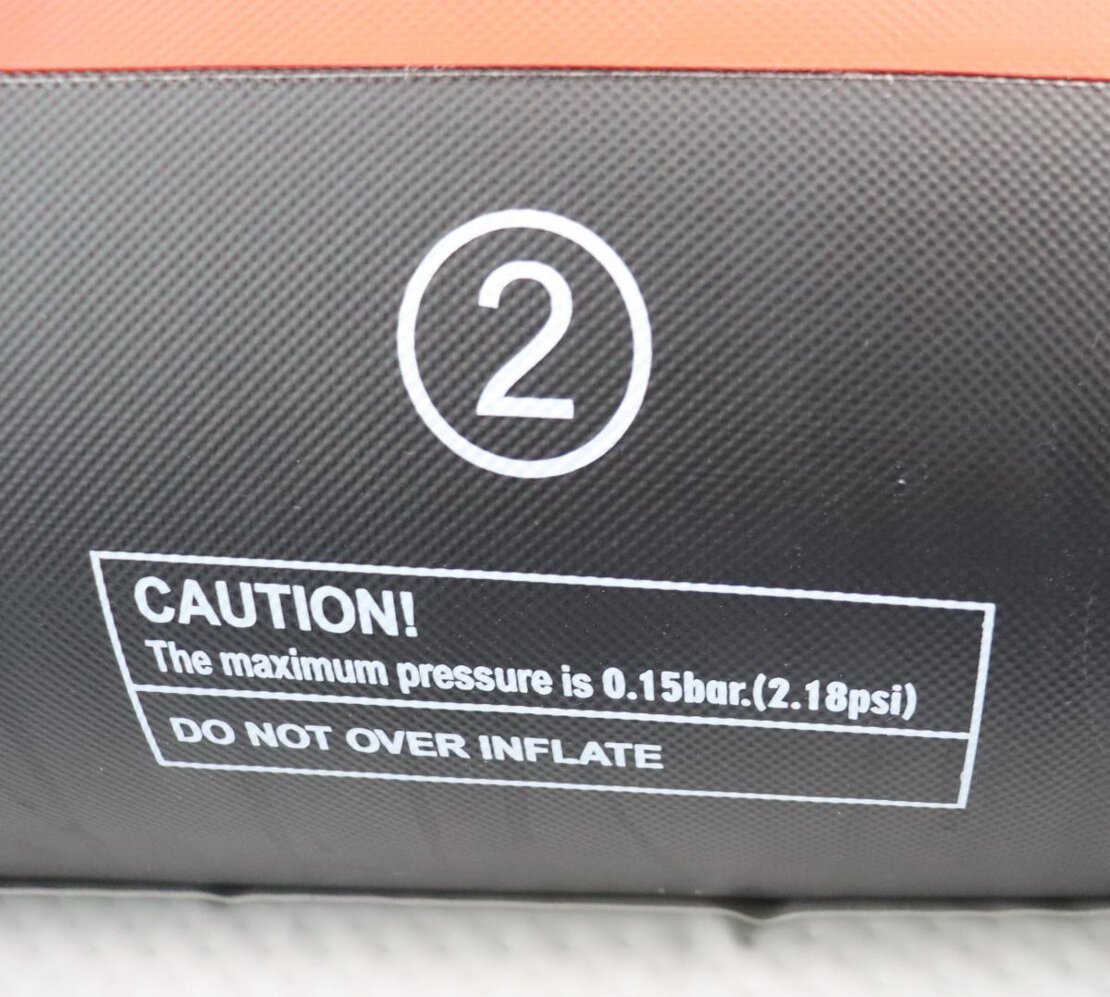 2
CAUTION!
The maximum pressure is 0.15bar.(2.18psi)
DO NOT OVER INFLATE